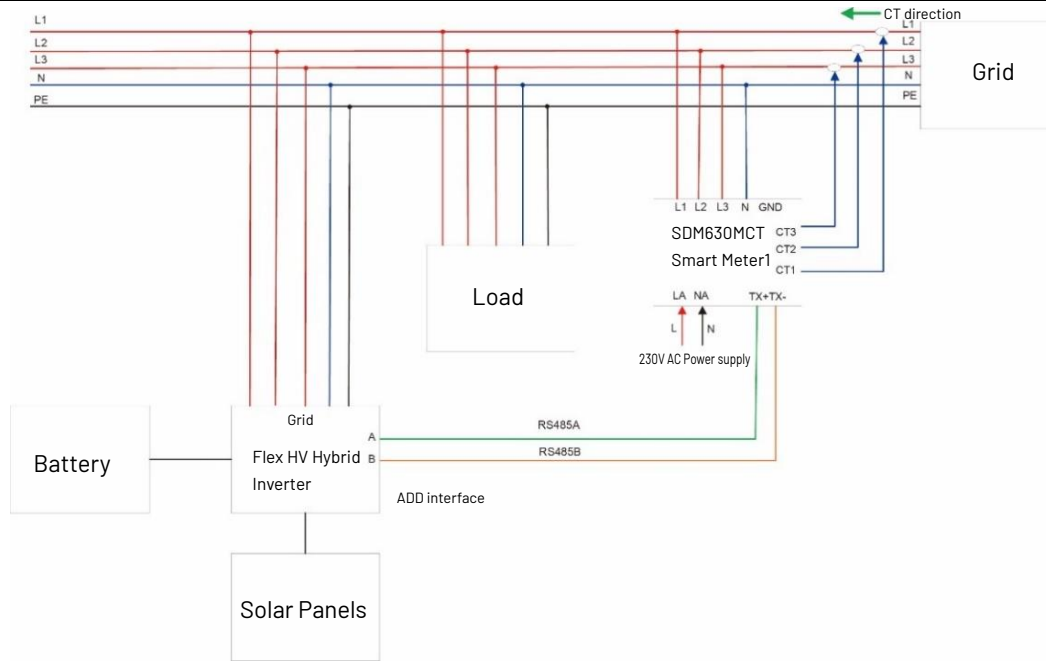 CT direction
L1
L2
L3
N
PE
L1
L2
L3
N
PE
Grid
L1 L2 L3 N GND
SDM630MCT
Smart Meter1
CT3
CT2
CT1
LA NA
TX+TX-
L
N
230V AC Power supply
Load
Grid
A
B
Flex HV Hybrid
Inverter
RS485A
RS485B
ADD interface
Battery
Solar Panels